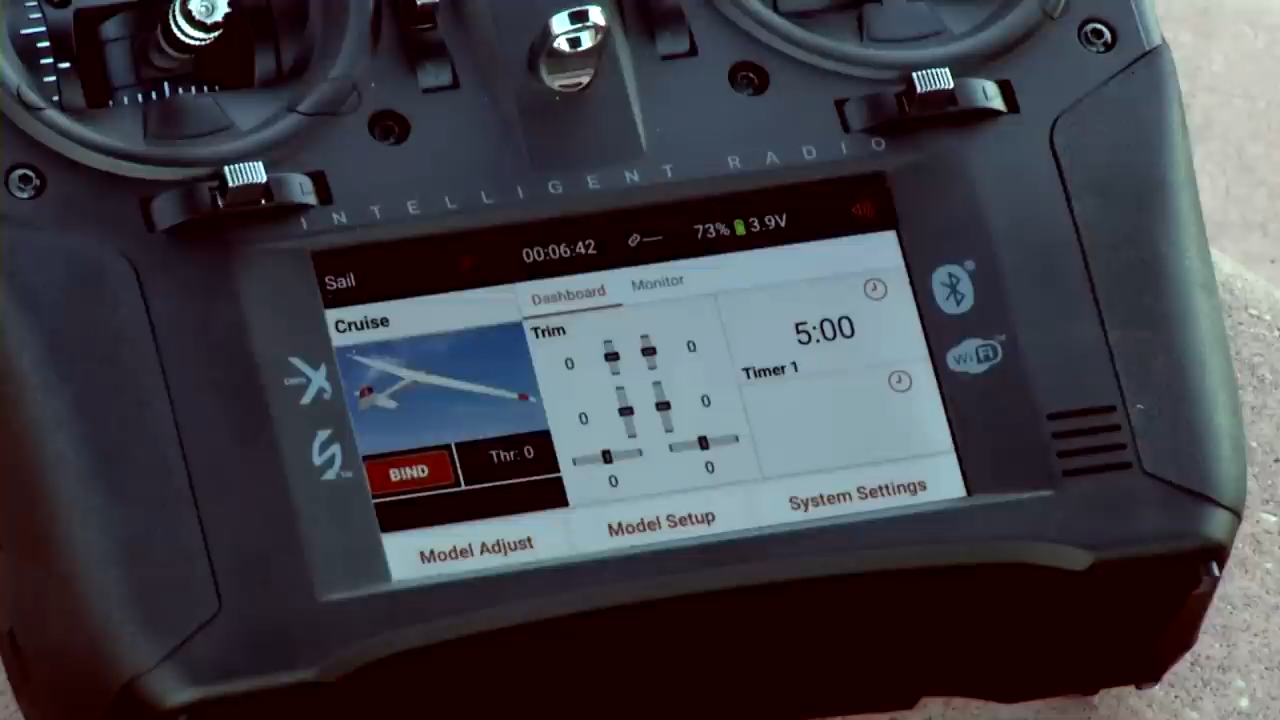 INTELLIGENT RADIO
Sail
00:06:42
73% 3.9V
Cruise
Dashboard
Monitor
Trim
0
0
0
0
0
0
5:00
Timer 1
BIND
Thr: 0
Model Adjust
Model Setup
System Settings
WiFi